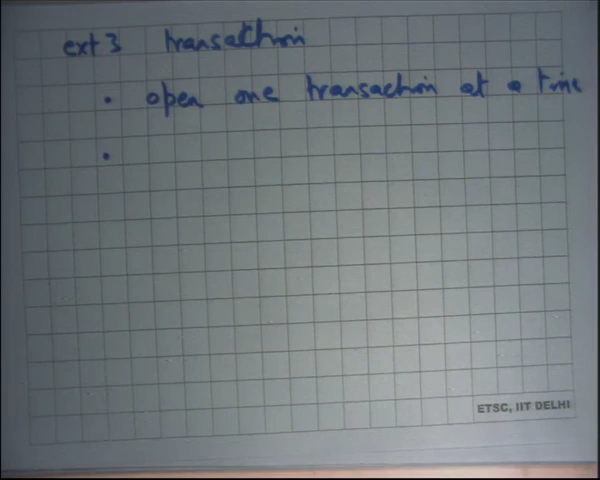 ext3 transaction
• open one transaction at a time
•
ETSC, IIT DELHI